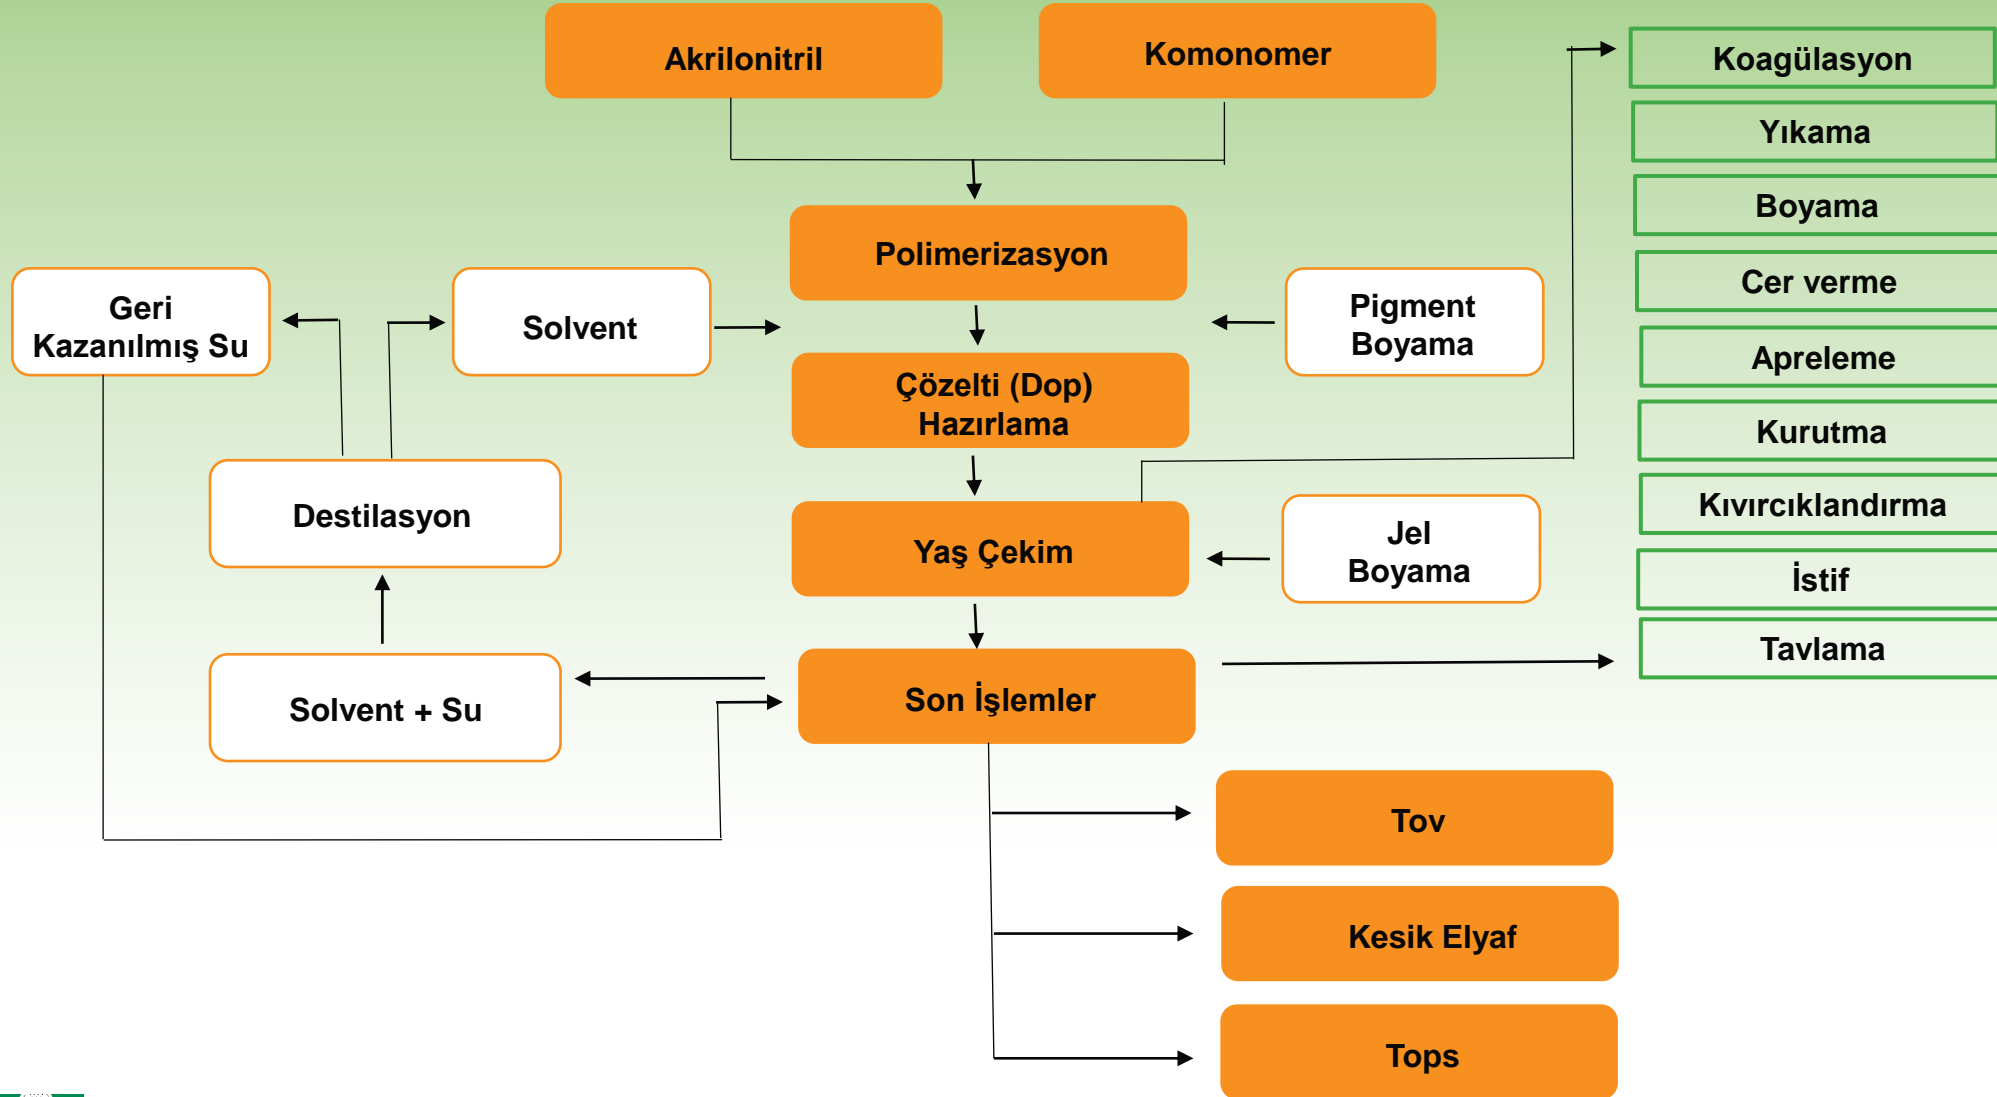 Akrilonitril
Komonomer
Polimerizasyon
Geri
Kazanılmış Su
Solvent
Pigment
Boyama
Çözelti (Dop)
Hazırlama
Destilasyon
Yaş Çekim
Jel
Boyama
Solvent + Su
Son İşlemler
Tov
Kesik Elyaf
Tops
Koagülasyon
Yıkama
Boyama
Cer verme
Apreleme
Kurutma
Kıvırcıklandırma
İstif
Tavlama